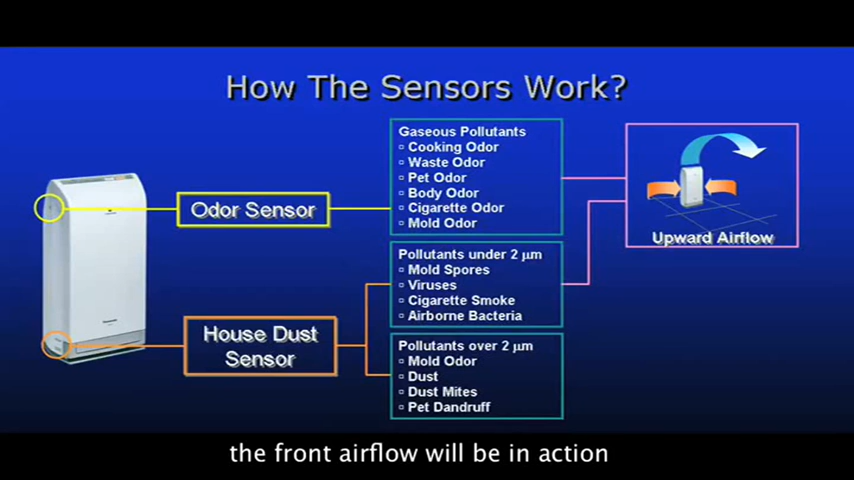 How The Sensors Work?
Odor Sensor
House Dust
Sensor
Gaseous Pollutants
▫ Cooking Odor
▫ Waste Odor
▫ Pet Odor
▫ Body Odor
▫ Cigarette Odor
▫ Mold Odor
Pollutants under 2 µm
▫ Mold Spores
▫ Viruses
▫ Cigarette Smoke
▫ Airborne Bacteria
Pollutants over 2 µm
▫ Mold Odor
▫ Dust
▫ Dust Mites
▫ Pet Dandruff
Upward Airflow
the front airflow will be in action